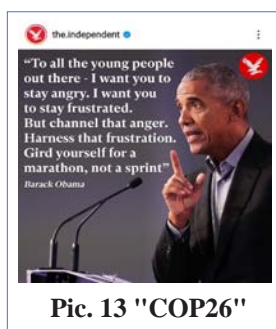 the.independent
“To all the young people
out there - I want you to
stay angry. I want you
to stay frustrated.
But channel that anger.
Harness that frustration.
Gird yourself for a
marathon, not a sprint”
Barack Obama
Pic. 13 "COP26"